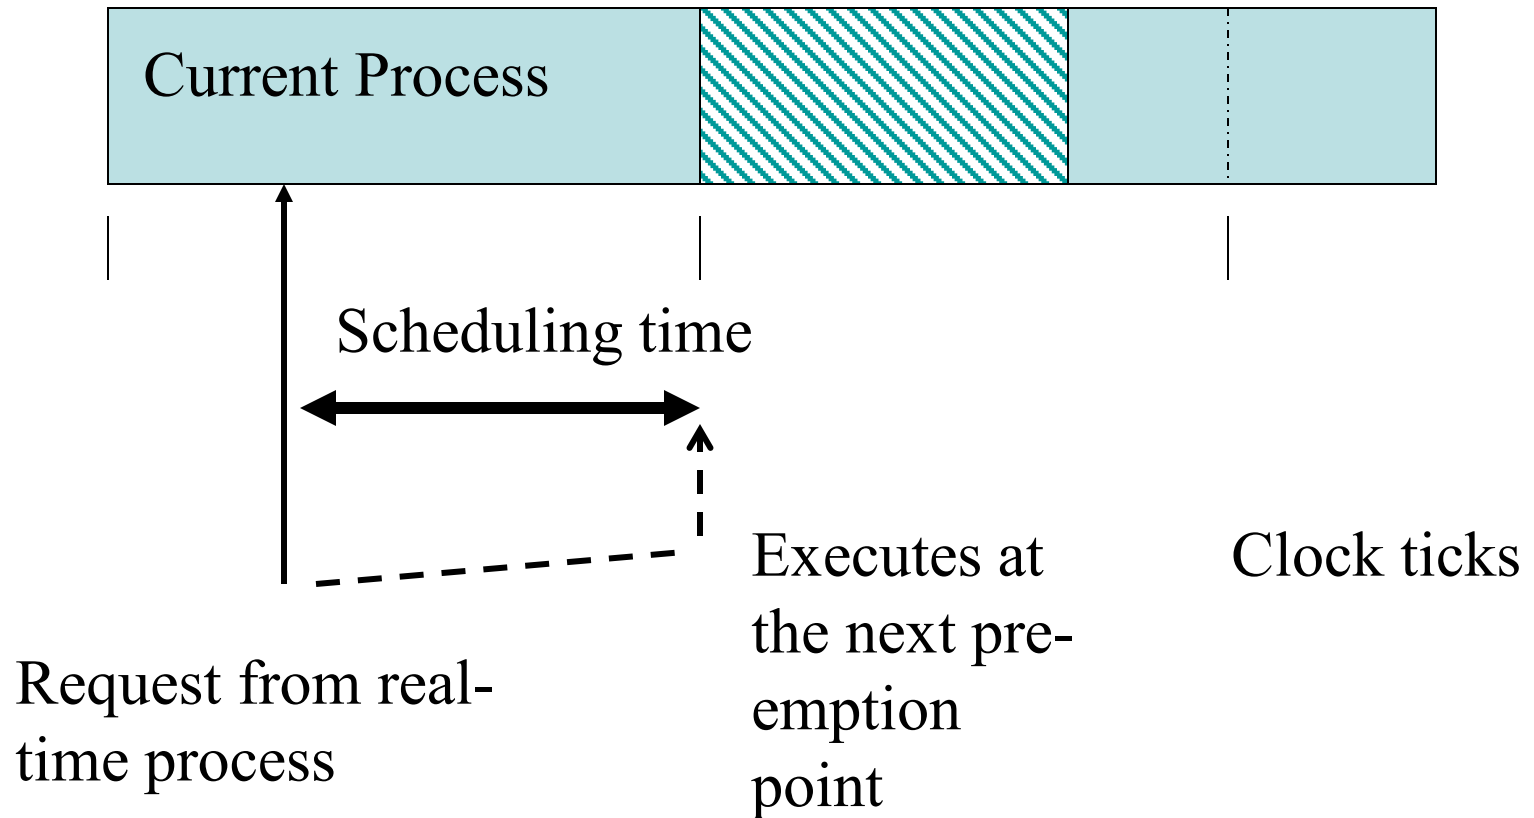 Current Process
Scheduling time
Executes at
the next pre-
emption
point
Clock ticks
Request from real-
time process